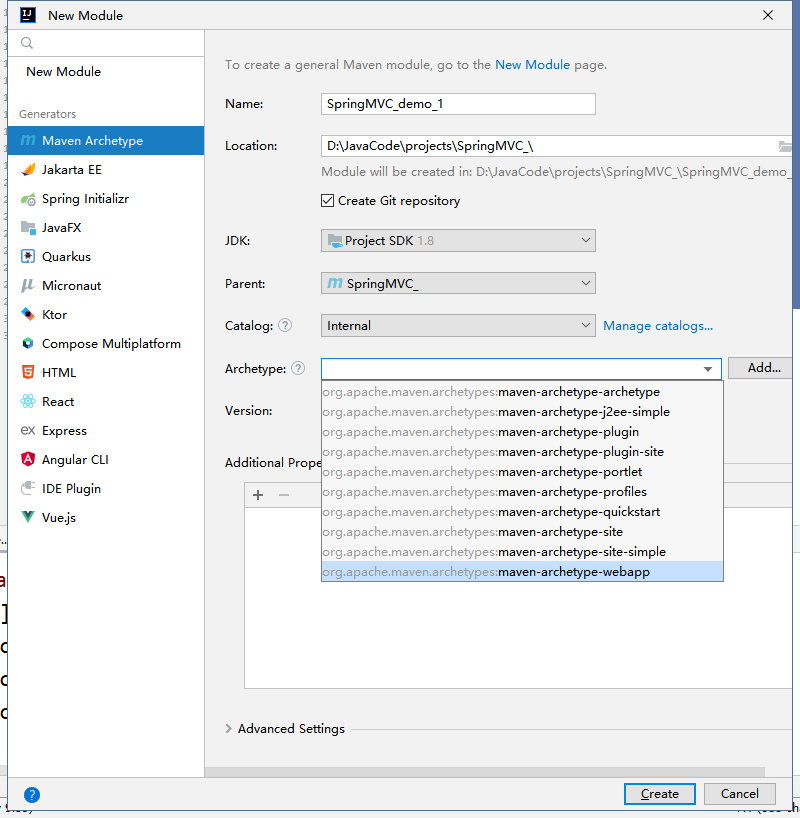 New Module
New Module
Generators
Maven Archetype
Jakarta EE
Spring Initializr
JavaFX
Quarkus
Micronaut
Ktor
Compose Multiplatform
HTML
React
Express
Angular CLI
IDE Plugin
Vue.js
To create a general Maven module, go to the New Module page.
Name: SpringMVC_demo_1
Location: D:\JavaCode\projects\SpringMVC_\
Module will be created in: D:\JavaCode\projects\SpringMVC_\SpringMVC_demo_
Create Git repository
JDK: Project SDK 1.8
Parent: SpringMVC_
Catalog: ? Internal Manage catalogs...
Archetype: ? Add...
org.apache.maven.archetypes:maven-archetype-archetype
org.apache.maven.archetypes:maven-archetype-j2ee-simple
Version:
org.apache.maven.archetypes:maven-archetype-plugin
org.apache.maven.archetypes:maven-archetype-plugin-site
Additional Prope
org.apache.maven.archetypes:maven-archetype-portlet
org.apache.maven.archetypes:maven-archetype-profiles
org.apache.maven.archetypes:maven-archetype-quickstart
org.apache.maven.archetypes:maven-archetype-site
org.apache.maven.archetypes:maven-archetype-site-simple
org.apache.maven.archetypes:maven-archetype-webapp
Advanced Settings
? Create Cancel